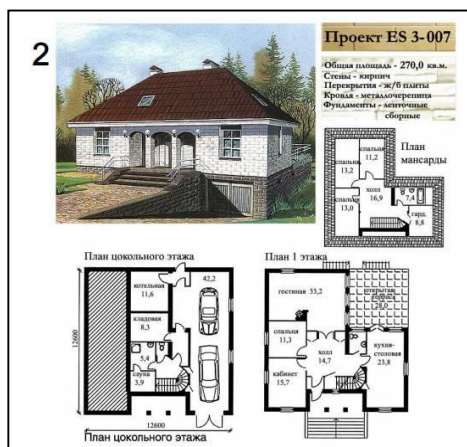 2
Проект ES 3-007
Общая площадь - 270,0 кв.м.
Стены - кирпич
Перекрытия - ж/б плиты
Кровля - металлочерепица
Фундаменты - ленточные
сборные
План
мансарды
спальня
11,2
спальня
13,2
холл
16,9
спальня
13,0
7,4
гард.
8,8
План цокольного этажа
котельная
11,6
42,2
кладовая
8,3
5,4
сауна
3,9
12600
12600
План цокольного этажа
План 1 этажа
гостиная 33,2
открытая
терраса
28,0
спальня
11,3
холл
14,7
кухня-
столовая
23,8
кабинет
15,7